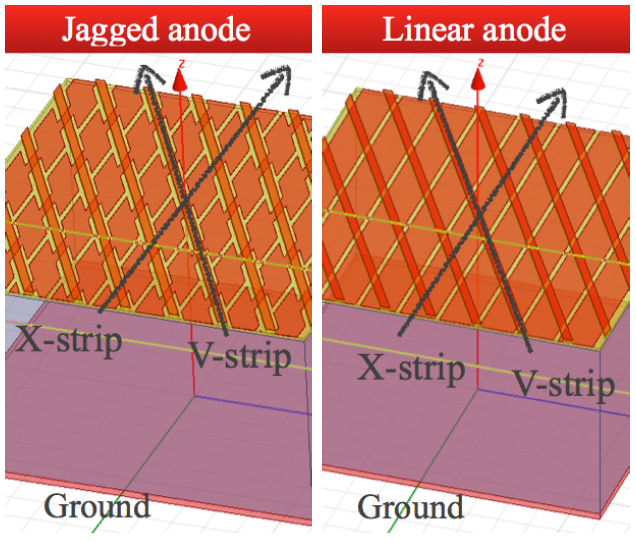 Jagged anode
z
X-strip
V-strip
Ground
Linear anode
z
X-strip
V-strip
Ground